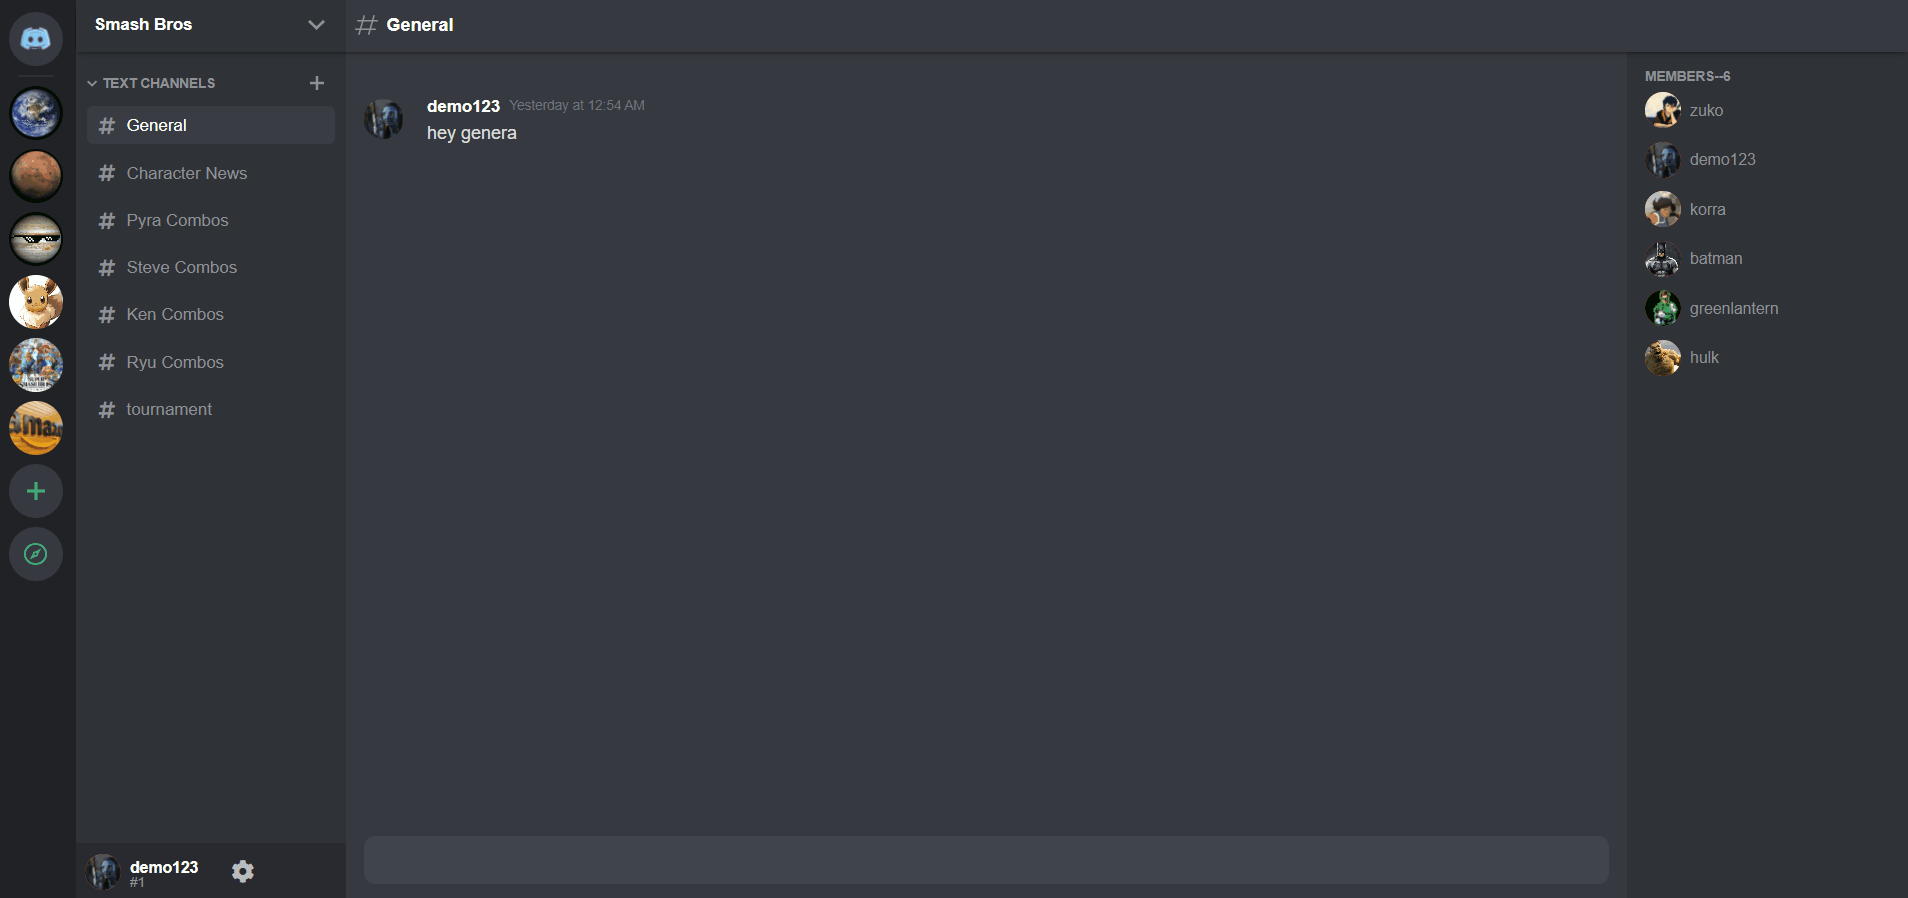 Smash Bros
TEXT CHANNELS
General
Character News
Pyra Combos
Steve Combos
Ken Combos
Ryu Combos
tournament
demo123
#1
General
demo123 Yesterday at 12:54 AM
hey genera
MEMBERS--6
zuko
demo123
korra
batman
greenlantern
hulk